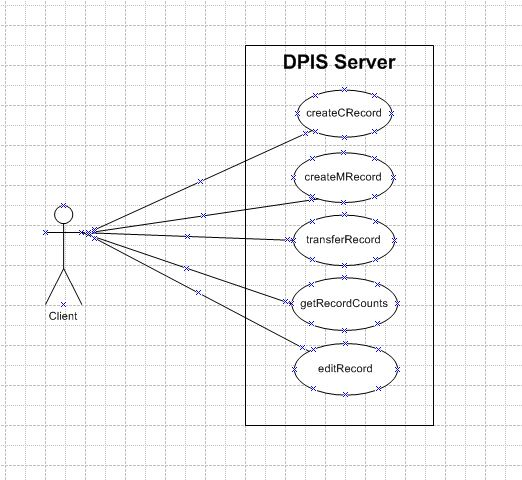 DPIS Server
createCRecord
createMRecord
transferRecord
getRecordCounts
editRecord
Client